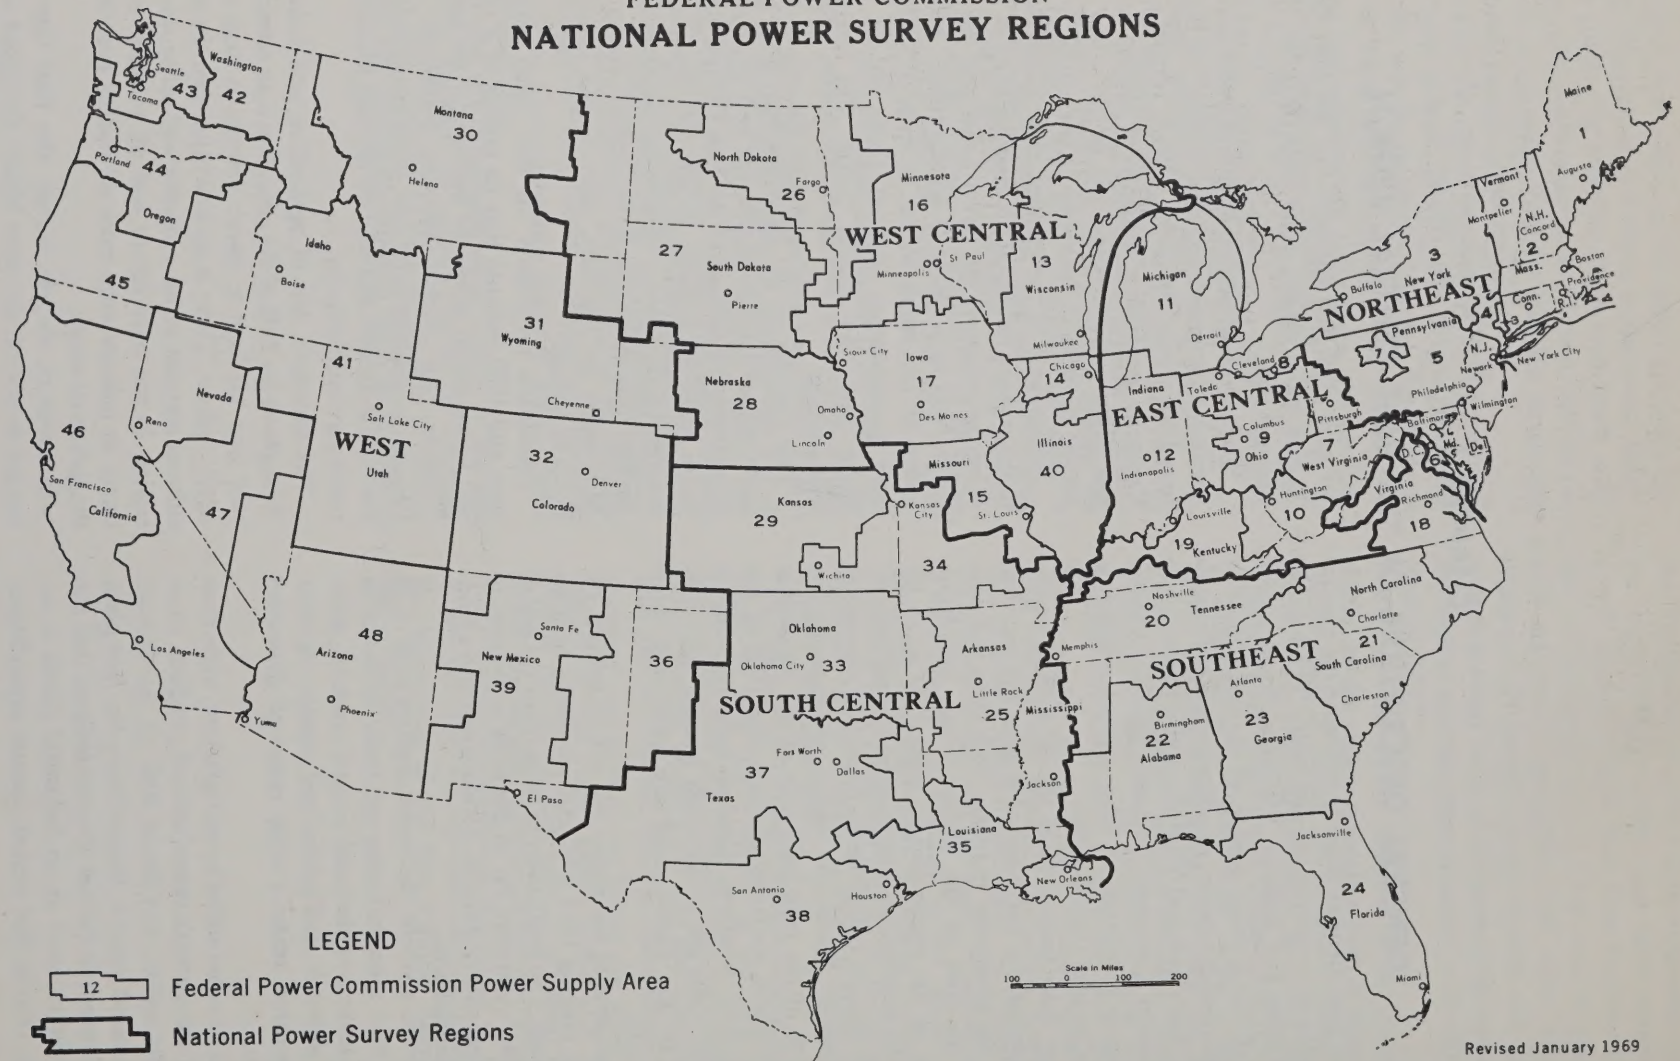 FEDERAL POWER COMMISSION
NATIONAL POWER SURVEY REGIONS
Seattle
Tacoma
43
Washington
42
Portland
44
Oregon
45
Montana
30
Helena
Idaho
Boise
31
Wyoming
Cheyenne
41
Salt Lake City
WEST
Utah
Nevada
Reno
46
San Francisco
California
47
Los Angeles
32
Denver
Colorado
48
Arizona
Phoenix
Yuma
Santa Fe
New Mexico
39
36
El Paso
North Dakota
Fargo
26
27
South Dakota
Pierre
Minnesota
16
WEST CENTRAL
Minneapolis
St. Paul
13
Wisconsin
Milwaukee
Nebraska
28
Omaha
Lincoln
Sioux City
Iowa
17
Des Moines
Chicago
14
Illinois
40
Missouri
15
St. Louis
Kansas
29
Wichita
Kansas
City
34
Oklahoma
Oklahoma City
33
SOUTH CENTRAL
Arkansas
Little Rock
25
Mississippi
Jackson
Fort Worth
Dallas
37
Texas
San Antonio
38
Houston
Louisiana
35
New Orleans
Michigan
11
Detroit
Indiana
Toledo
Cleveland
8
EAST CENTRAL
12
Indianapolis
Columbus
9
Ohio
Pittsburgh
7
West Virginia
Huntington
10
Louisville
19
Kentucky
Maine
1
Augusta
Vermont
Montpelier
N.H.
Concord
2
Mass.
Boston
Providence
R.I.
Conn.
3
3
New York
Buffalo
NORTHEAST
4
Pennsylvania
7
5
N.J.
Newark
New York City
Philadelphia
Wilmington
Baltimore
Md.
Del.
D.C.
6
Virginia
Richmond
18
Nashville
Tennessee
20
Memphis
North Carolina
Charlotte
21
South Carolina
Charleston
SOUTHEAST
Atlanta
23
Georgia
Birmingham
22
Alabama
Jacksonville
24
Florida
Miami
LEGEND
12
Federal Power Commission Power Supply Area
National Power Survey Regions
Scale in Miles
100 0 100 200
Revised January 1969